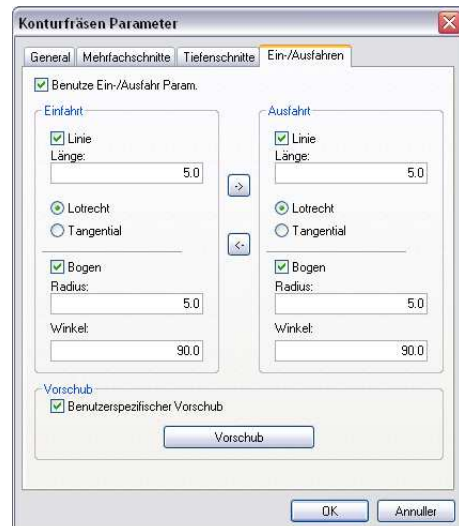 Konturfräsen Parameter
General Mehrfachschnitte Tiefenschnitte Ein-/Ausfahren
Benutze Ein-/Ausfahr Param.
Einfahrt
Linie
Länge:
5.0
Lotrecht
Tangential
Bogen
Radius:
5.0
Winkel:
90.0
->
<-
Ausfahrt
Linie
Länge:
5.0
Lotrecht
Tangential
Bogen
Radius:
5.0
Winkel:
90.0
Vorschub
Benutzerspezifischer Vorschub
Vorschub
OK Annuller